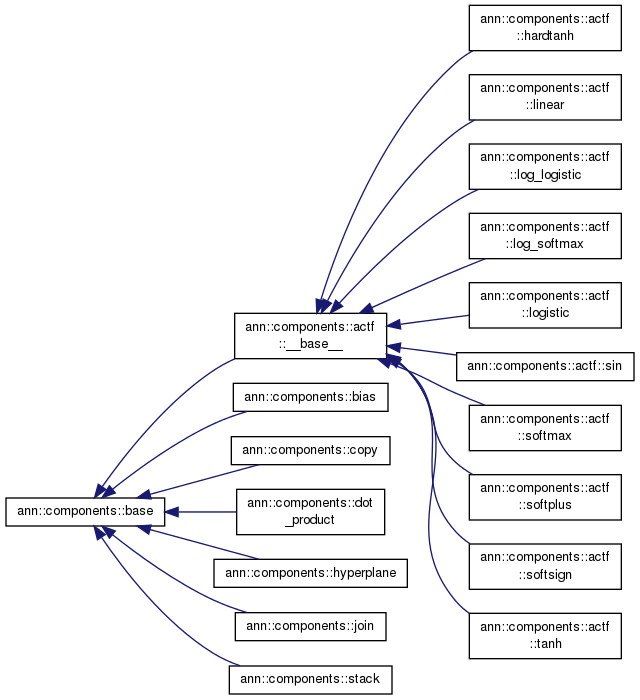 ann::components::actf
::hardtanh
ann::components::actf
::linear
ann::components::actf
::log_logistic
ann::components::actf
::log_softmax
ann::components::actf
::logistic
ann::components::actf
::__base__
ann::components::actf::sin
ann::components::bias
ann::components::actf
::softmax
ann::components::copy
ann::components::actf
::softplus
ann::components::base
ann::components::dot
_product
ann::components::actf
::softsign
ann::components::hyperplane
ann::components::join
ann::components::actf
::tanh
ann::components::stack